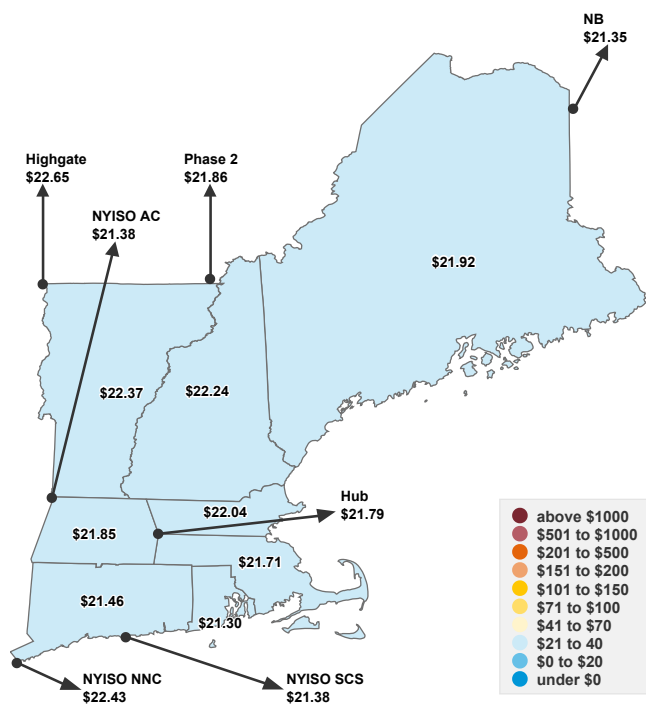 NB
$21.35
Highgate
$22.65
Phase 2
$21.86
NYISO AC
$21.38
$21.92
$22.37
$22.24
Hub
$21.79
$22.04
$21.85
$21.71
$21.46
$21.30
NYISO NNC
$22.43
NYISO SCS
$21.38
above $1000
$501 to $1000
$201 to $500
$151 to $200
$101 to $150
$71 to $100
$41 to $70
$21 to 40
$0 to $20
under $0